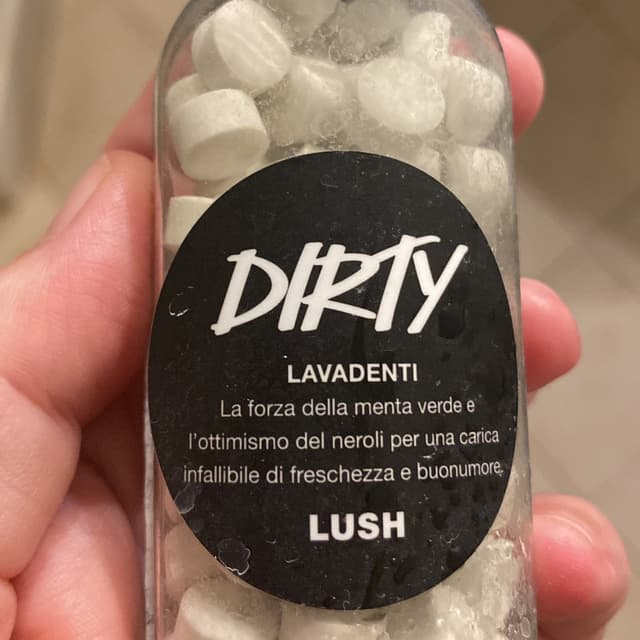 DIRTY
LAVADENTI
La forza della menta verde e
l'ottimismo del neroli per una carica
infallibile di freschezza e buonumore.
LUSH